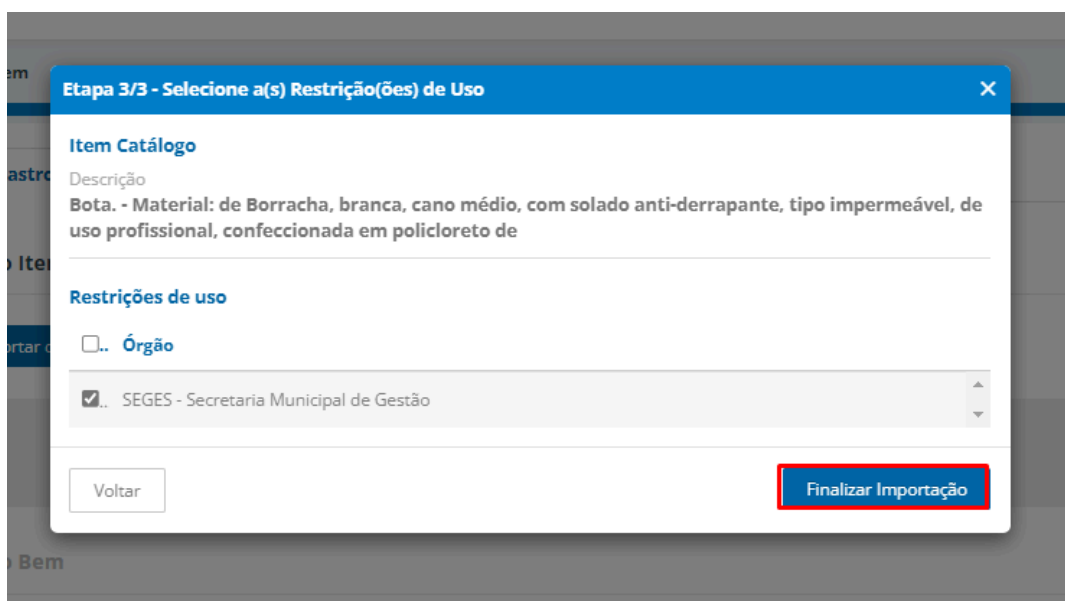 em
Etapa 3/3 - Selecione a(s) Restrição(ões) de Uso
Item Catálogo
Descrição
Bota. - Material: de Borracha, branca, cano médio, com solado anti-derrapante, tipo impermeável, de
uso profissional, confeccionada em policloreto de
Restrições de uso
.. Órgão
.. SEGES - Secretaria Municipal de Gestão
Voltar
Finalizar Importação
Bem